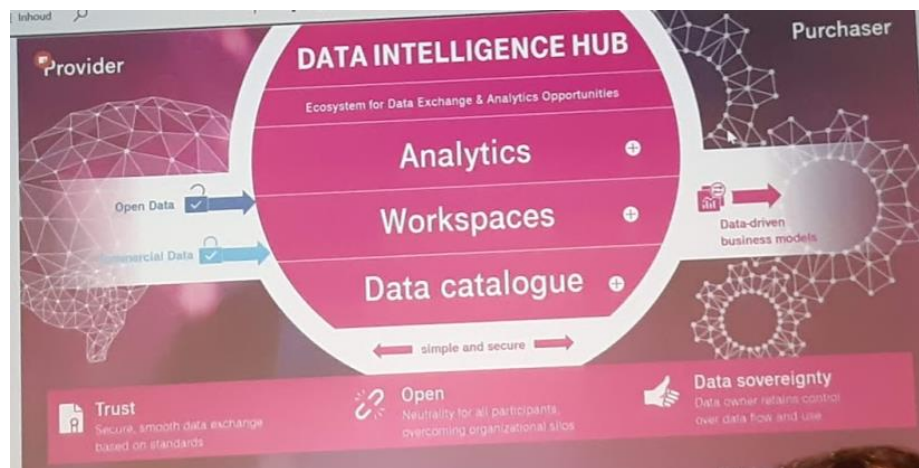 Inhoud
Provider
DATA INTELLIGENCE HUB
Purchaser
Ecosystem for Data Exchange & Analytics Opportunities
Analytics
Workspaces
Data catalogue
Open Data
Commercial Data
Data-driven
business models
simple and secure
Trust
Secure, smooth data exchange
based on standards
Open
Neutrality for all participants,
overcoming organizational silos
Data sovereignty
Data owner retains control
over data flow and use